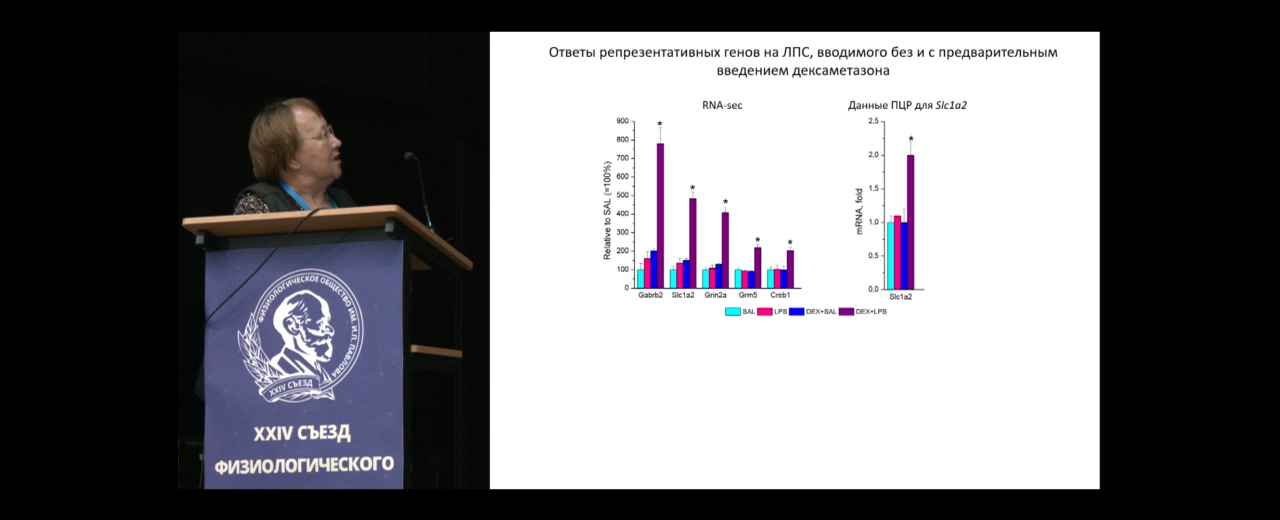 Ответы репрезентативных генов на ЛПС, вводимого без и с предварительным
введением дексаметазона
RNA-sec
Relative to SAL (=100%)
900
800
700
600
500
400
300
200
100
0
*
*
*
*
*
Gabrb2 Slc1a2 Grin2a Grm5 Creb1
Данные ПЦР для Slc1a2
mRNA, fold
2,5
2,0
1,5
1,0
0,5
0,0
*
Slc1a2
SAL LPS DEX+SAL DEX+LPS
ФИЗИОЛОГИЧЕСКОЕ ОБЩЕСТВО ИМ. И.П. ПАВЛОВА
XXIV СЪЕЗД
XXIV СЪЕЗД
ФИЗИОЛОГИЧЕСКОГО